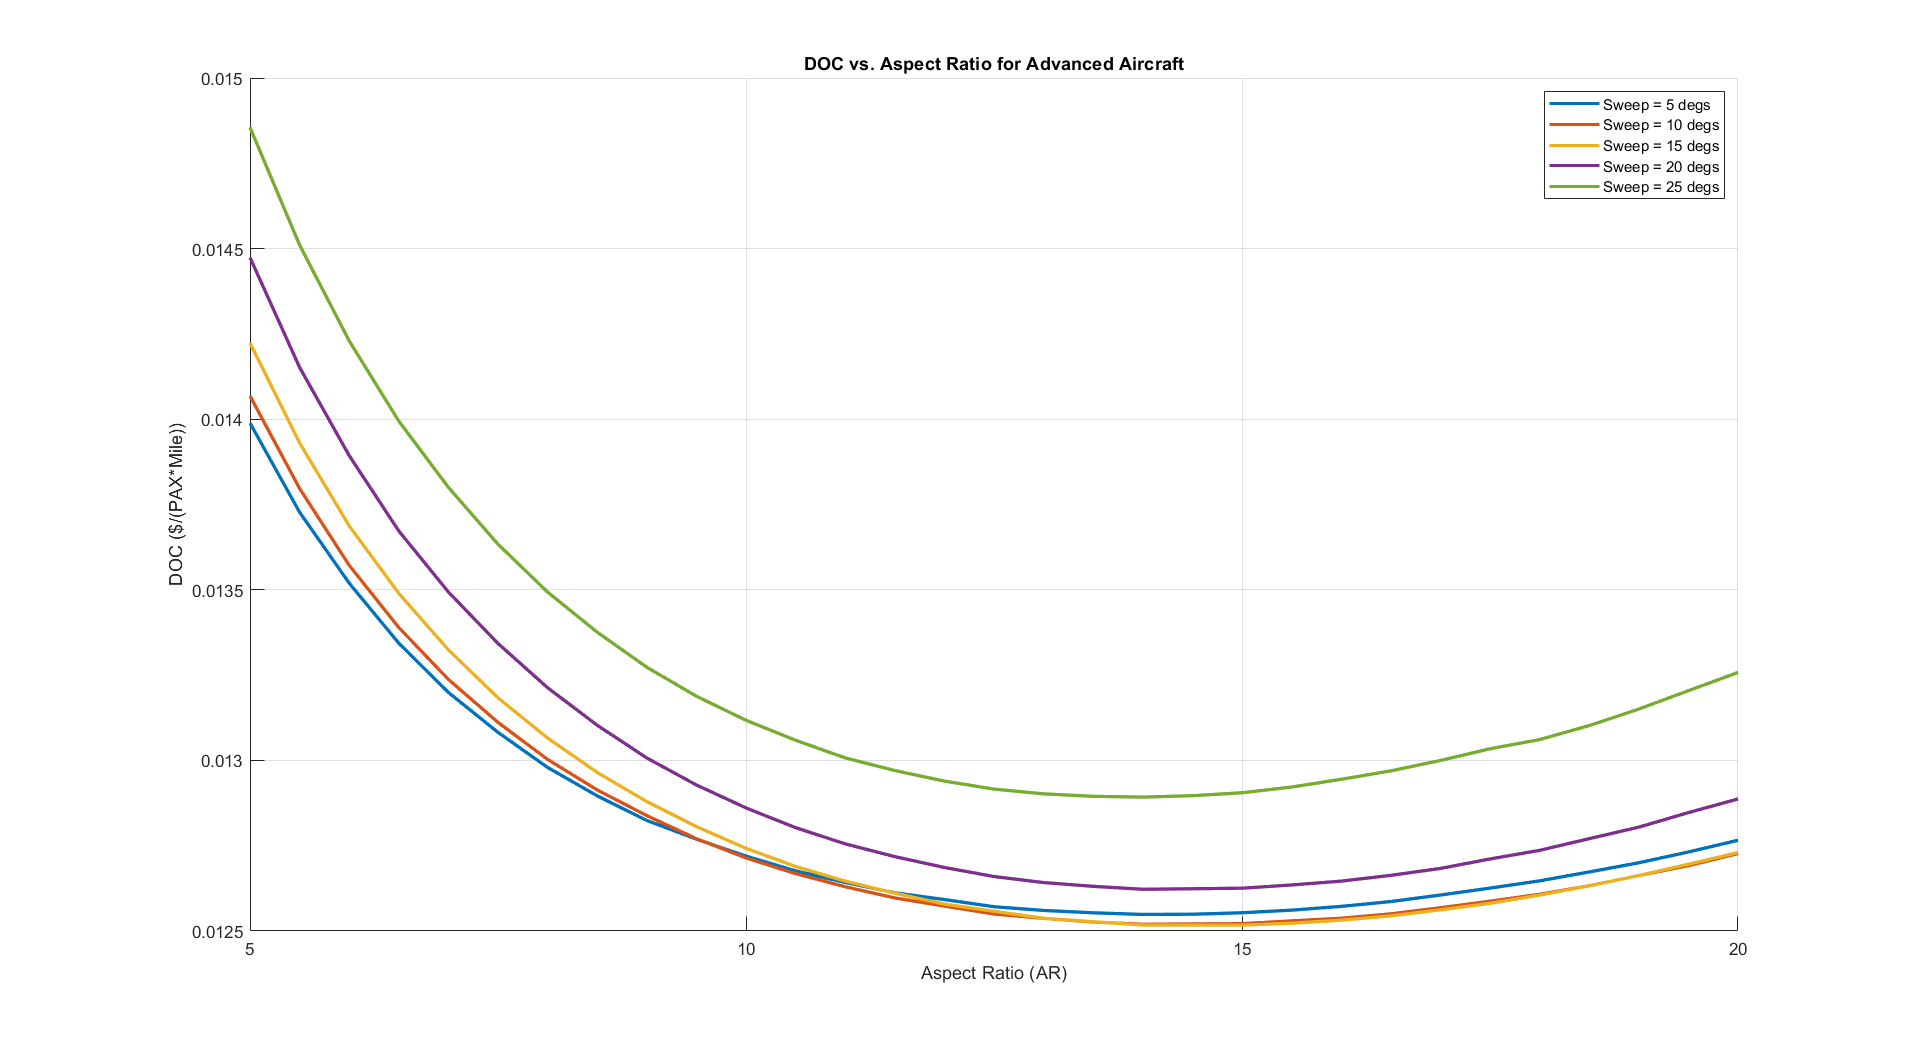 DOC vs. Aspect Ratio for Advanced Aircraft
0.015
0.0145
0.014
0.0135
0.013
0.0125
DOC ($/(PAX*Mile))
5
10
15
20
Aspect Ratio (AR)
Sweep = 5 degs
Sweep = 10 degs
Sweep = 15 degs
Sweep = 20 degs
Sweep = 25 degs